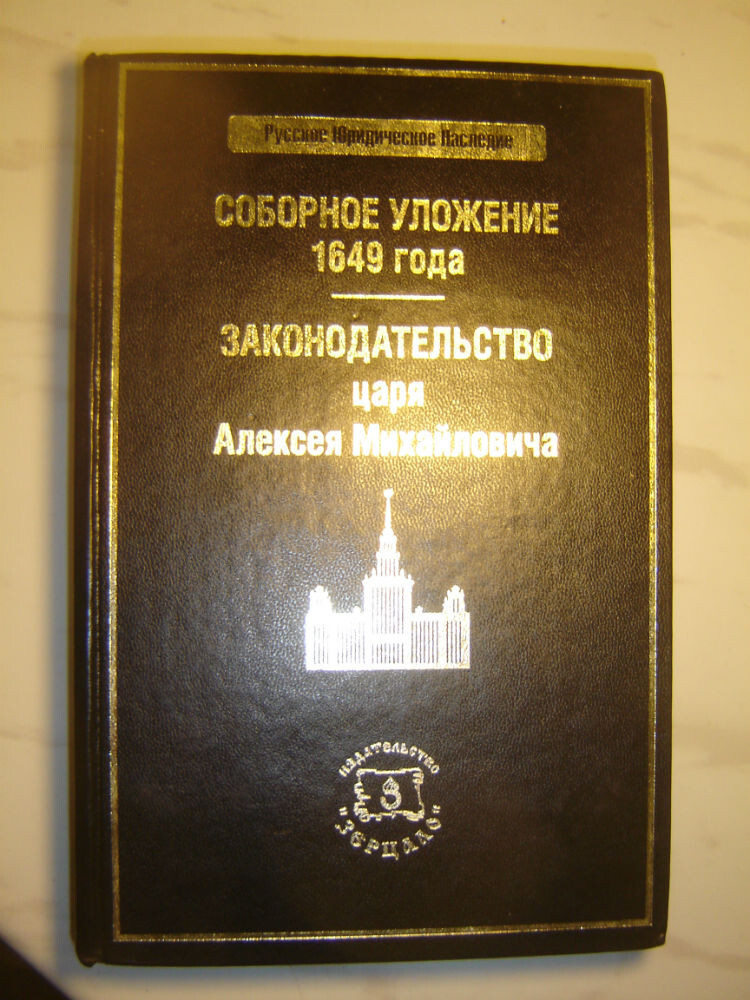 Русское Юридическое Наследие
СОБОРНОЕ УЛОЖЕНИЕ
1649 года
ЗАКОНОДАТЕЛЬСТВО
царя
Алексея Михайловича
издательство
З
"Зерцало"